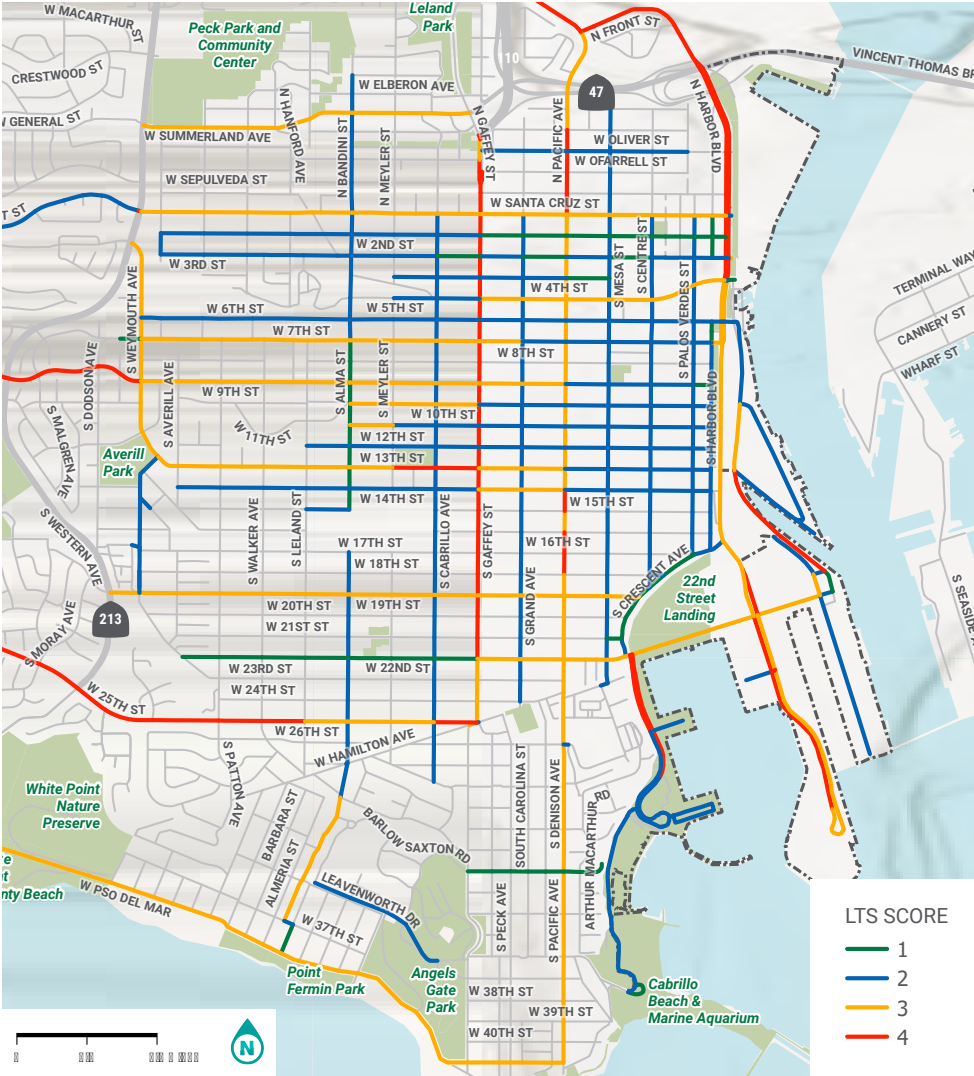 W MACARTHUR ST
Peck Park and
Community
Center
Leland
Park
N FRONT ST
110
47
VINCENT THOMAS BR
CRESTWOOD ST
W ELBERON AVE
W GENERAL ST
W SUMMERLAND AVE
N HANFORD AVE
N BANDINI ST
N MEYLER ST
N GAFFEY ST
N PACIFIC AVE
N HARBOR BLVD
W OLIVER ST
W OFARRELL ST
W SEPULVEDA ST
W SANTA CRUZ ST
T ST
W 2ND ST
W 3RD ST
S MESA ST
S CENTRE ST
W 4TH ST
TERMINAL WAY
W 6TH ST
W 5TH ST
S WEYMOUTH AVE
W 7TH ST
S PALOS VERDES ST
CANNERY ST
W 8TH ST
WHARF ST
S DODSON AVE
S AVERILL AVE
W 9TH ST
S ALMA ST
S MEYLER ST
S HARBOR BLVD
S MALGREN AVE
W 10TH ST
W 11TH ST
W 12TH ST
Averill
Park
W 13TH ST
W 14TH ST
W 15TH ST
S WESTERN AVE
S WALKER AVE
S LELAND ST
S CABRILLO AVE
S GAFFEY ST
W 17TH ST
W 16TH ST
W 18TH ST
S CRESCENT AVE
22nd
Street
Landing
S SEASIDE
213
W 20TH ST
W 19TH ST
S GRAND AVE
W 21ST ST
S MORAY AVE
W 23RD ST
W 22ND ST
W 24TH ST
W 25TH ST
W 26TH ST
W HAMILTON AVE
S PATTON AVE
SOUTH CAROLINA ST
S DENISON AVE
White Point
Nature
Preserve
BARBARA ST
BARLOW SAXTON RD
ARTHUR MACARTHUR RD
ALMERIA ST
nty Beach
W PSO DEL MAR
LEAVENWORTH DR
S PECK AVE
S PACIFIC AVE
W 37TH ST
Point
Fermin Park
Angels
Gate
Park
W 38TH ST
W 39TH ST
W 40TH ST
Cabrillo
Beach &
Marine Aquarium
LTS SCORE
1
2
3
4
N